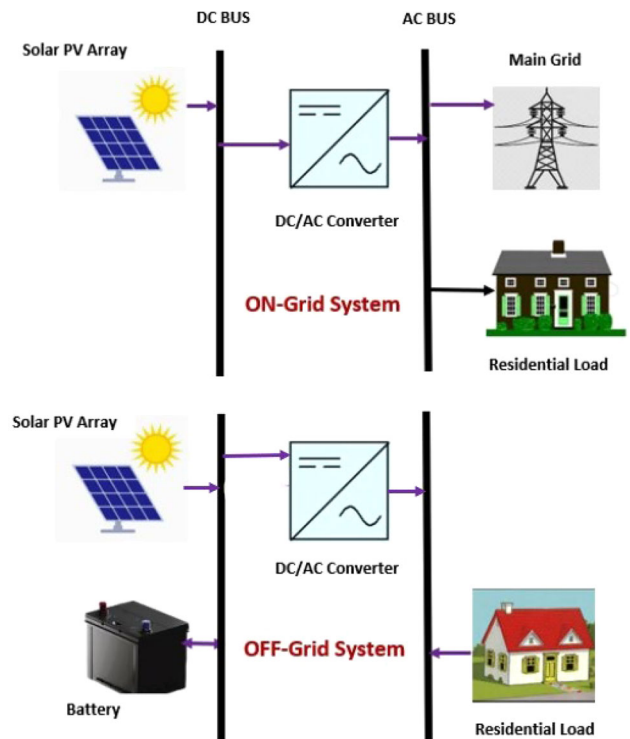 DC BUS
AC BUS
Solar PV Array
Main Grid
DC/AC Converter
ON-Grid System
Residential Load
Solar PV Array
DC/AC Converter
OFF-Grid System
Battery
Residential Load